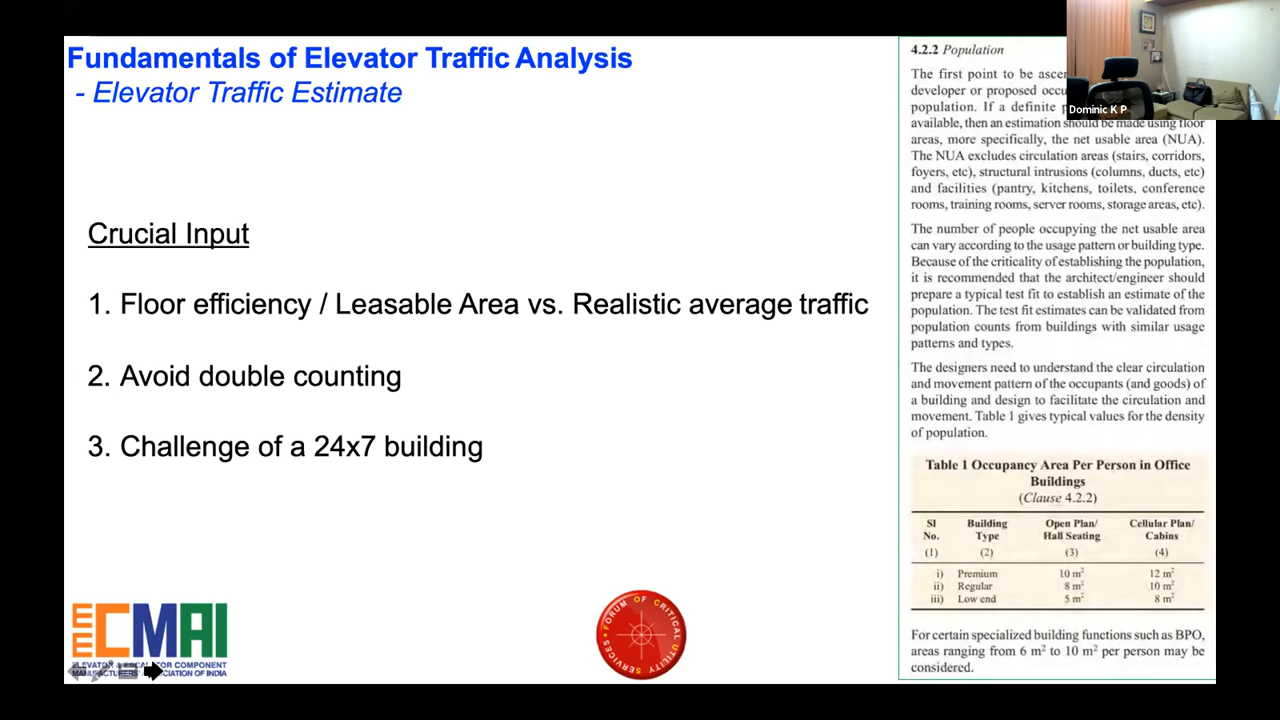 Fundamentals of Elevator Traffic Analysis
- Elevator Traffic Estimate
Crucial Input
1. Floor efficiency / Leasable Area vs. Realistic average traffic
2. Avoid double counting
3. Challenge of a 24x7 building
ECMAI
ELEVATOR & ESCALATOR COMPONENT
MANUFACTURERS' ASSOCIATION OF INDIA
FORUM OF CRITICAL UTILITY SERVICES
4.2.2 Population
The first point to be
developer or proposed
population. If a definite
available, then an estimation should be made using floor
areas, more specifically, the net usable area (NUA).
The NUA excludes circulation areas (stairs, corridors,
foyers, etc), structural intrusions (columns, ducts, etc)
and facilities (pantry, kitchens, toilets, conference
rooms, training rooms, server rooms, storage areas, etc).
The number of people occupying the net usable area
can vary according to the usage pattern or building type.
Because of the criticality of establishing the population,
it is recommended that the architect/engineer should
prepare a typical test fit to establish an estimate of the
population. The test fit estimates can be validated from
population counts from buildings with similar usage
patterns and types.
The designers need to understand the clear circulation
and movement pattern of the occupants (and goods) of
a building and design to facilitate the circulation and
movement. Table 1 gives typical values for the density
of population.
Table 1 Occupancy Area Per Person in Office
Buildings
(Clause 4.2.2)
Sl Building Open Plan/ Cellular Plan/
No. Type Hall Seating Cabins
(1) (2) (3) (4)
i) Premium 10 m² 12 m²
ii) Regular 8 m² 10 m²
iii) Low end 5 m² 8 m²
For certain specialized building functions such as BPO,
areas ranging from 6 m² to 10 m² per person may be
considered.
Dominic K P